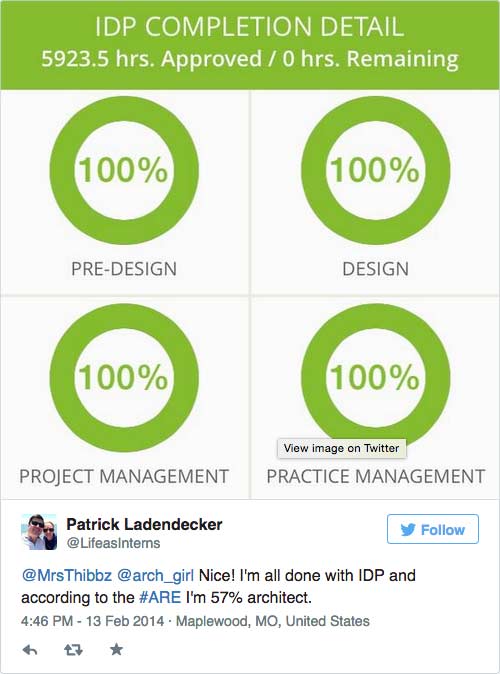 IDP COMPLETION DETAIL
5923.5 hrs. Approved / 0 hrs. Remaining
100%
100%
PRE-DESIGN
DESIGN
100%
100%
View image on Twitter
PROJECT MANAGEMENT
PRACTICE MANAGEMENT
Patrick Ladendecker
@LifeasInterns
Follow
@MrsThibbz @arch_girl Nice! I'm all done with IDP and
according to the #ARE I'm 57% architect.
4:46 PM - 13 Feb 2014 · Maplewood, MO, United States